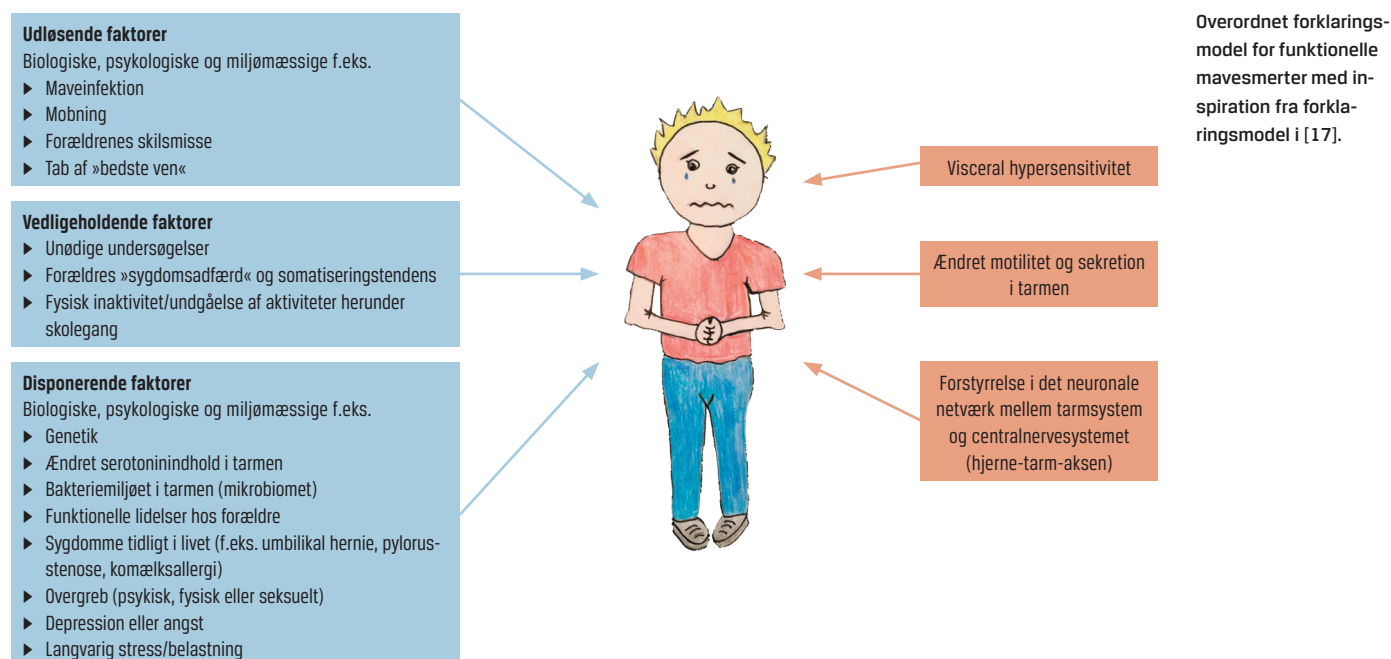 Udløsende faktorer
Biologiske, psykologiske og miljømæssige f.eks.
▶ Maveinfektion
▶ Mobning
▶ Forældrenes skilsmisse
▶ Tab af »bedste ven«
Vedligeholdende faktorer
▶ Unødige undersøgelser
▶ Forældres »sygdomsadfærd« og somatiseringstendens
▶ Fysisk inaktivitet/undgåelse af aktiviteter herunder
skolegang
Disponerende faktorer
Biologiske, psykologiske og miljømæssige f.eks.
▶ Genetik
▶ Ændret serotoninindhold i tarmen
▶ Bakteriemiljøet i tarmen (mikrobiomet)
▶ Funktionelle lidelser hos forældre
▶ Sygdomme tidligt i livet (f.eks. umbilikal hernie, pylorus-
stenose, komælksallergi)
▶ Overgreb (psykisk, fysisk eller seksuelt)
▶ Depression eller angst
▶ Langvarig stress/belastning
Visceral hypersensitivitet
Ændret motilitet og sekretion
i tarmen
Forstyrrelse i det neuronale
netværk mellem tarmsystem
og centralnervesystemet
(hjerne-tarm-aksen)
Overordnet forklarings-
model for funktionelle
mavesmerter med in-
spiration fra forkla-
ringsmodel i [17].